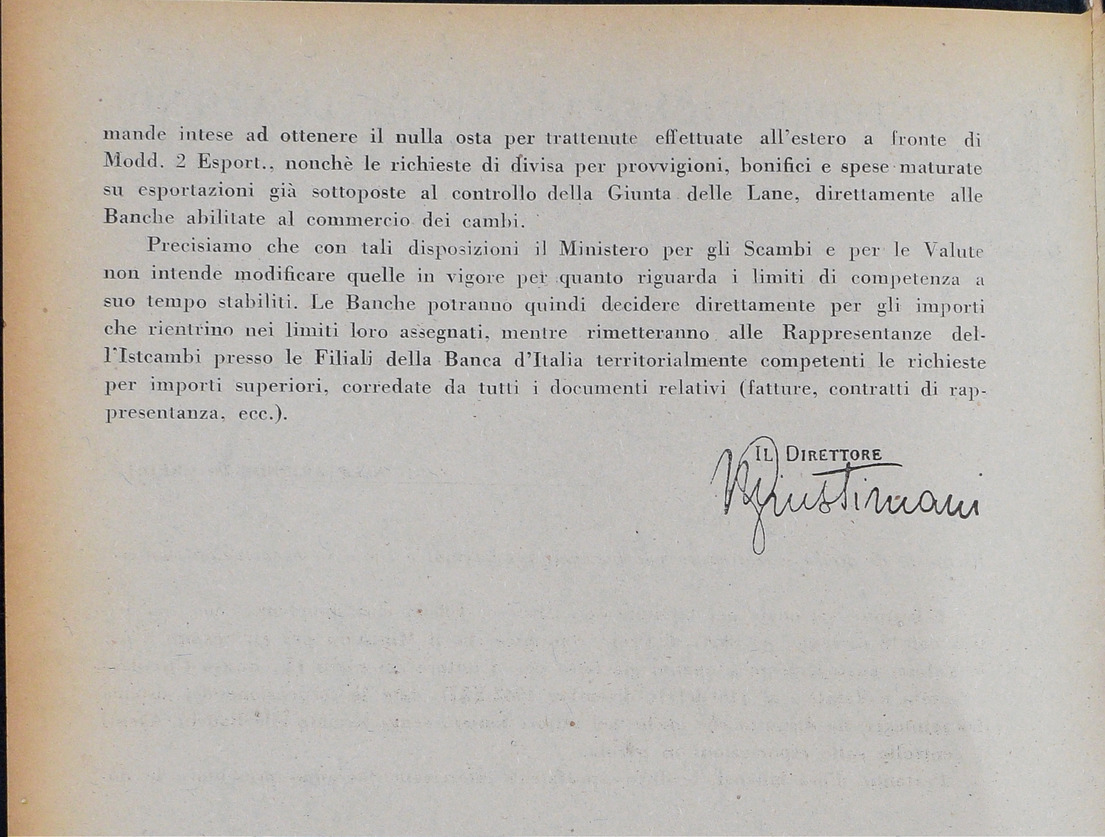 mande intese ad ottenere il nulla osta per trattenute effettuate all'estero a fronte di
Modd. 2 Esport., nonchè le richieste di divisa per provvigioni, bonifici e spese maturate
su esportazioni già sottoposte al controllo della Giunta delle Lane, direttamente alle
Banche abilitate al commercio dei cambi.
Precisiamo che con tali disposizioni il Ministero per gli Scambi e per le Valute
non intende modificare quelle in vigore per quanto riguarda i limiti di competenza a
suo tempo stabiliti. Le Banche potranno quindi decidere direttamente per gli importi
che rientrino nei limiti loro assegnati, mentre rimetteranno alle Rappresentanze del-
l'Istcambi presso le Filiali della Banca d'Italia territorialmente competenti le richieste
per importi superiori, corredate da tutti i documenti relativi (fatture, contratti di rap-
presentanza, ecc.).
IL DIRETTORE